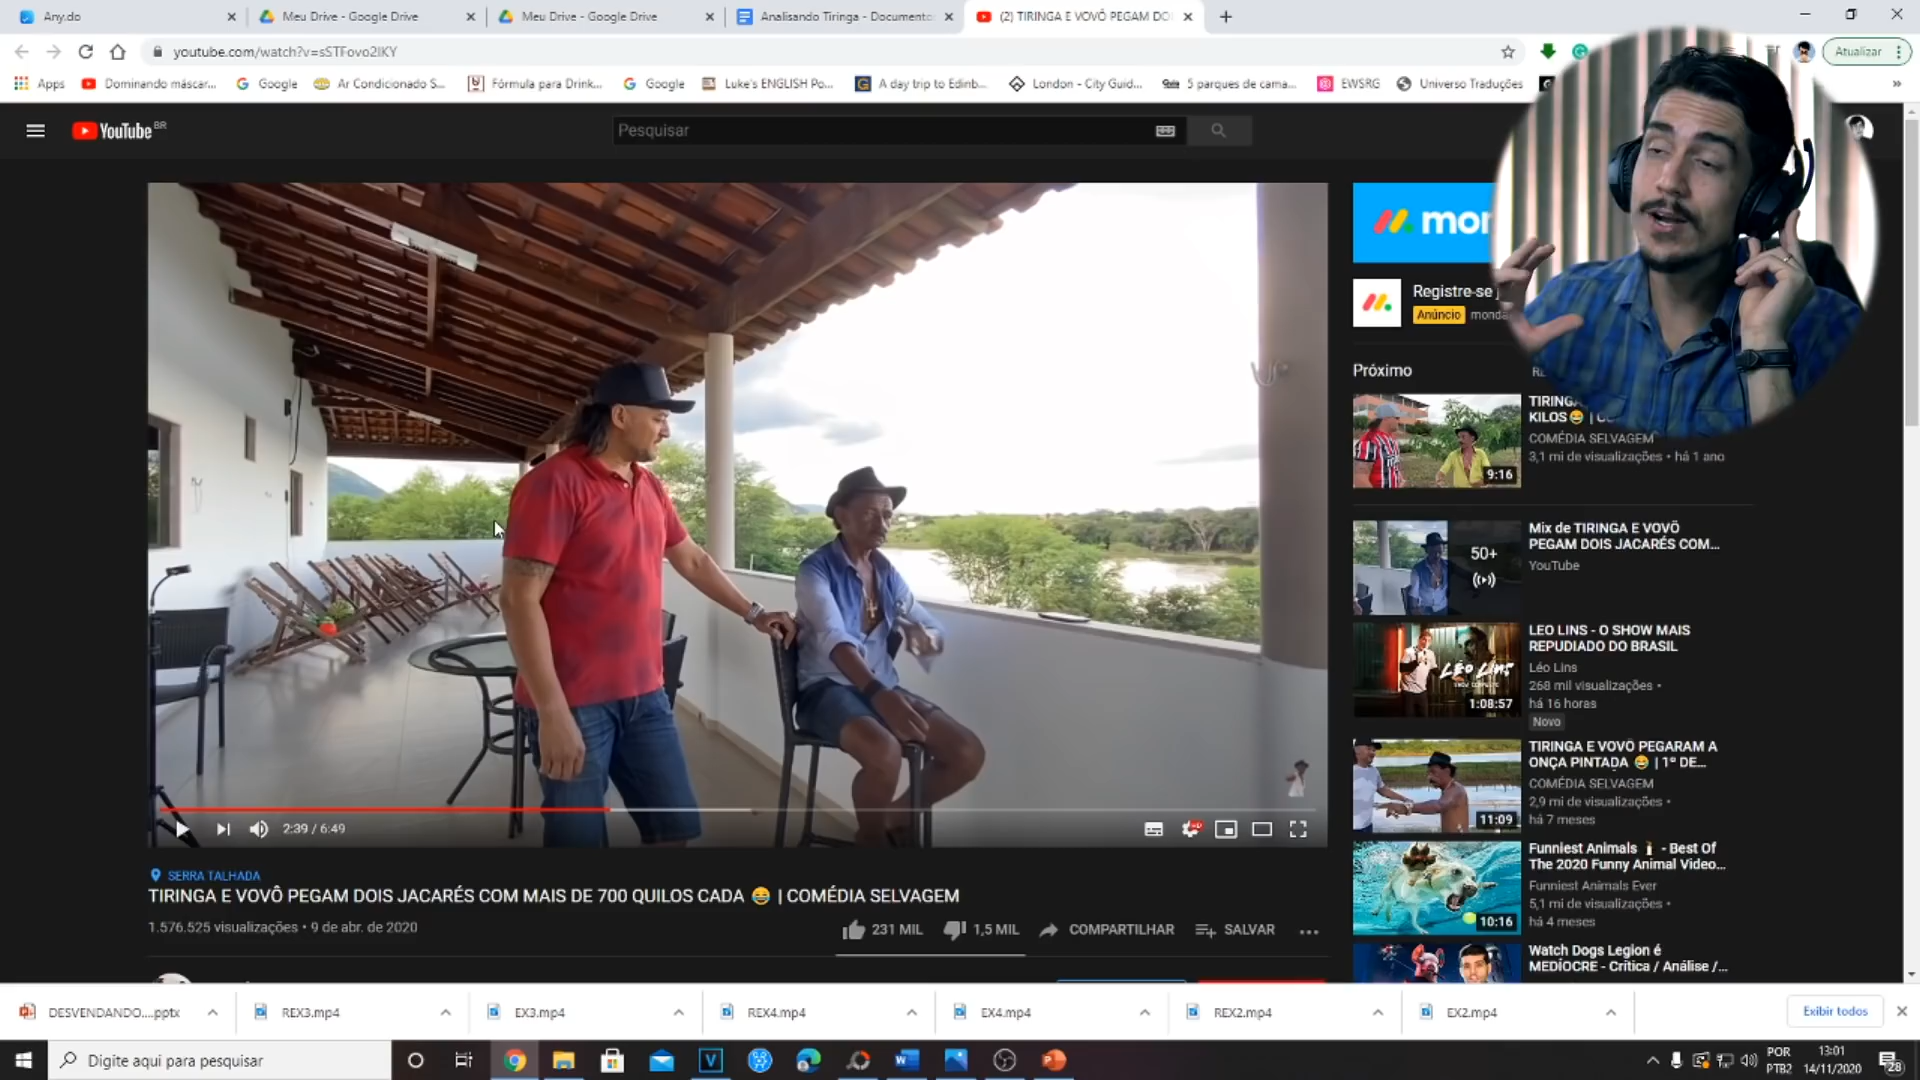 Any.do
Meu Drive - Google Drive
Meu Drive - Google Drive
Analisando Tiringa - Documento
(2) TIRINGA E VOVÔ PEGAM DO
youtube.com/watch?v=sSTFovo2IKY
Atualizar
Apps
Dominando máscar...
Google
Ar Condicionado S...
Fórmula para Drink...
Google
Luke's ENGLISH Po...
A day trip to Edinb...
London - City Guid...
5 parques de cama...
EWSRG
Universo Traduções
YouTube BR
Pesquisar
Registre-se
Anúncio
Próximo
TIRINGA
KILOS😂 |
COMÉDIA SELVAGEM
3,1 mi de visualizações • há 1 ano
9:16
Mix de TIRINGA E VOVÔ
PEGAM DOIS JACARÉS COM...
YouTube
50+
LEO LINS - O SHOW MAIS
REPUDIADO DO BRASIL
Léo Lins
268 mil visualizações •
há 16 horas
Novo
LÉO LINS
1:08:57
TIRINGA E VOVÔ PEGARAM A
ONÇA PINTADA 😂 | 1º DE...
COMÉDIA SELVAGEM
2,9 mi de visualizações •
há 7 meses
11:09
Funniest Animals - Best Of
The 2020 Funny Animal Video...
Funniest Animals Ever
5,1 mi de visualizações •
há 4 meses
10:16
Watch Dogs Legion é
MEDÍOCRE - Crítica / Análise /...
2:39 / 6:49
SERRA TALHADA
TIRINGA E VOVÔ PEGAM DOIS JACARÉS COM MAIS DE 700 QUILOS CADA 😂 | COMÉDIA SELVAGEM
1.576.525 visualizações • 9 de abr. de 2020
231 MIL
1,5 MIL
COMPARTILHAR
SALVAR
DESVENDANDO....pptx
REX3.mp4
EX3.mp4
REX4.mp4
EX4.mp4
REX2.mp4
EX2.mp4
Exibir todos
Digite aqui para pesquisar
POR
PTB2
13:01
14/11/2020
28